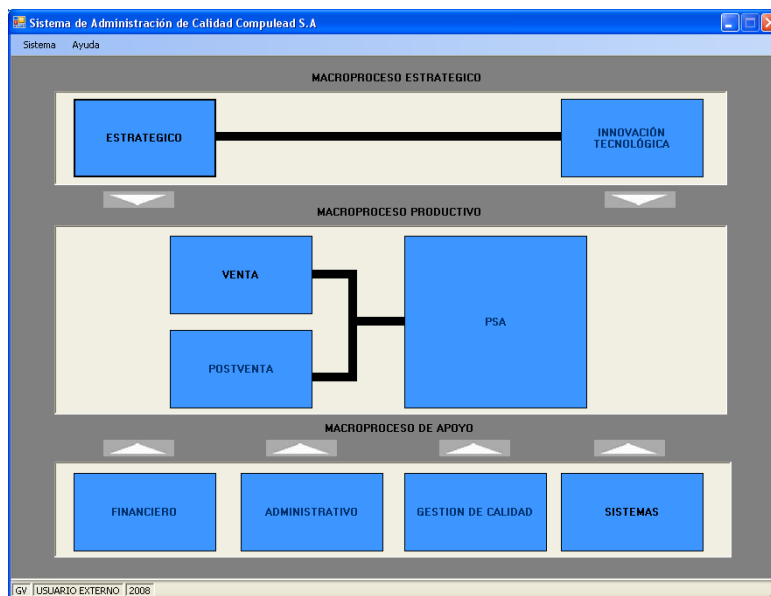 Sistema de Administración de Calidad Compulead S.A
Sistema Ayuda
MACROPROCESO ESTRATEGICO
ESTRATEGICO
INNOVACIÓN
TECNOLÓGICA
MACROPROCESO PRODUCTIVO
VENTA
POSTVENTA
PSA
MACROPROCESO DE APOYO
FINANCIERO
ADMINISTRATIVO
GESTION DE CALIDAD
SISTEMAS
GV USUARIO EXTERNO 2008